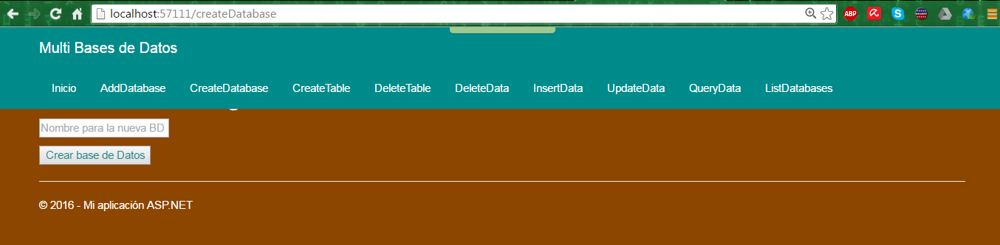 localhost:57111/createDatabase
ABP
Multi Bases de Datos
Inicio AddDatabase CreateDatabase CreateTable DeleteTable DeleteData InsertData UpdateData QueryData ListDatabases
Nombre para la nueva BD
Crear base de Datos
© 2016 - Mi aplicación ASP.NET